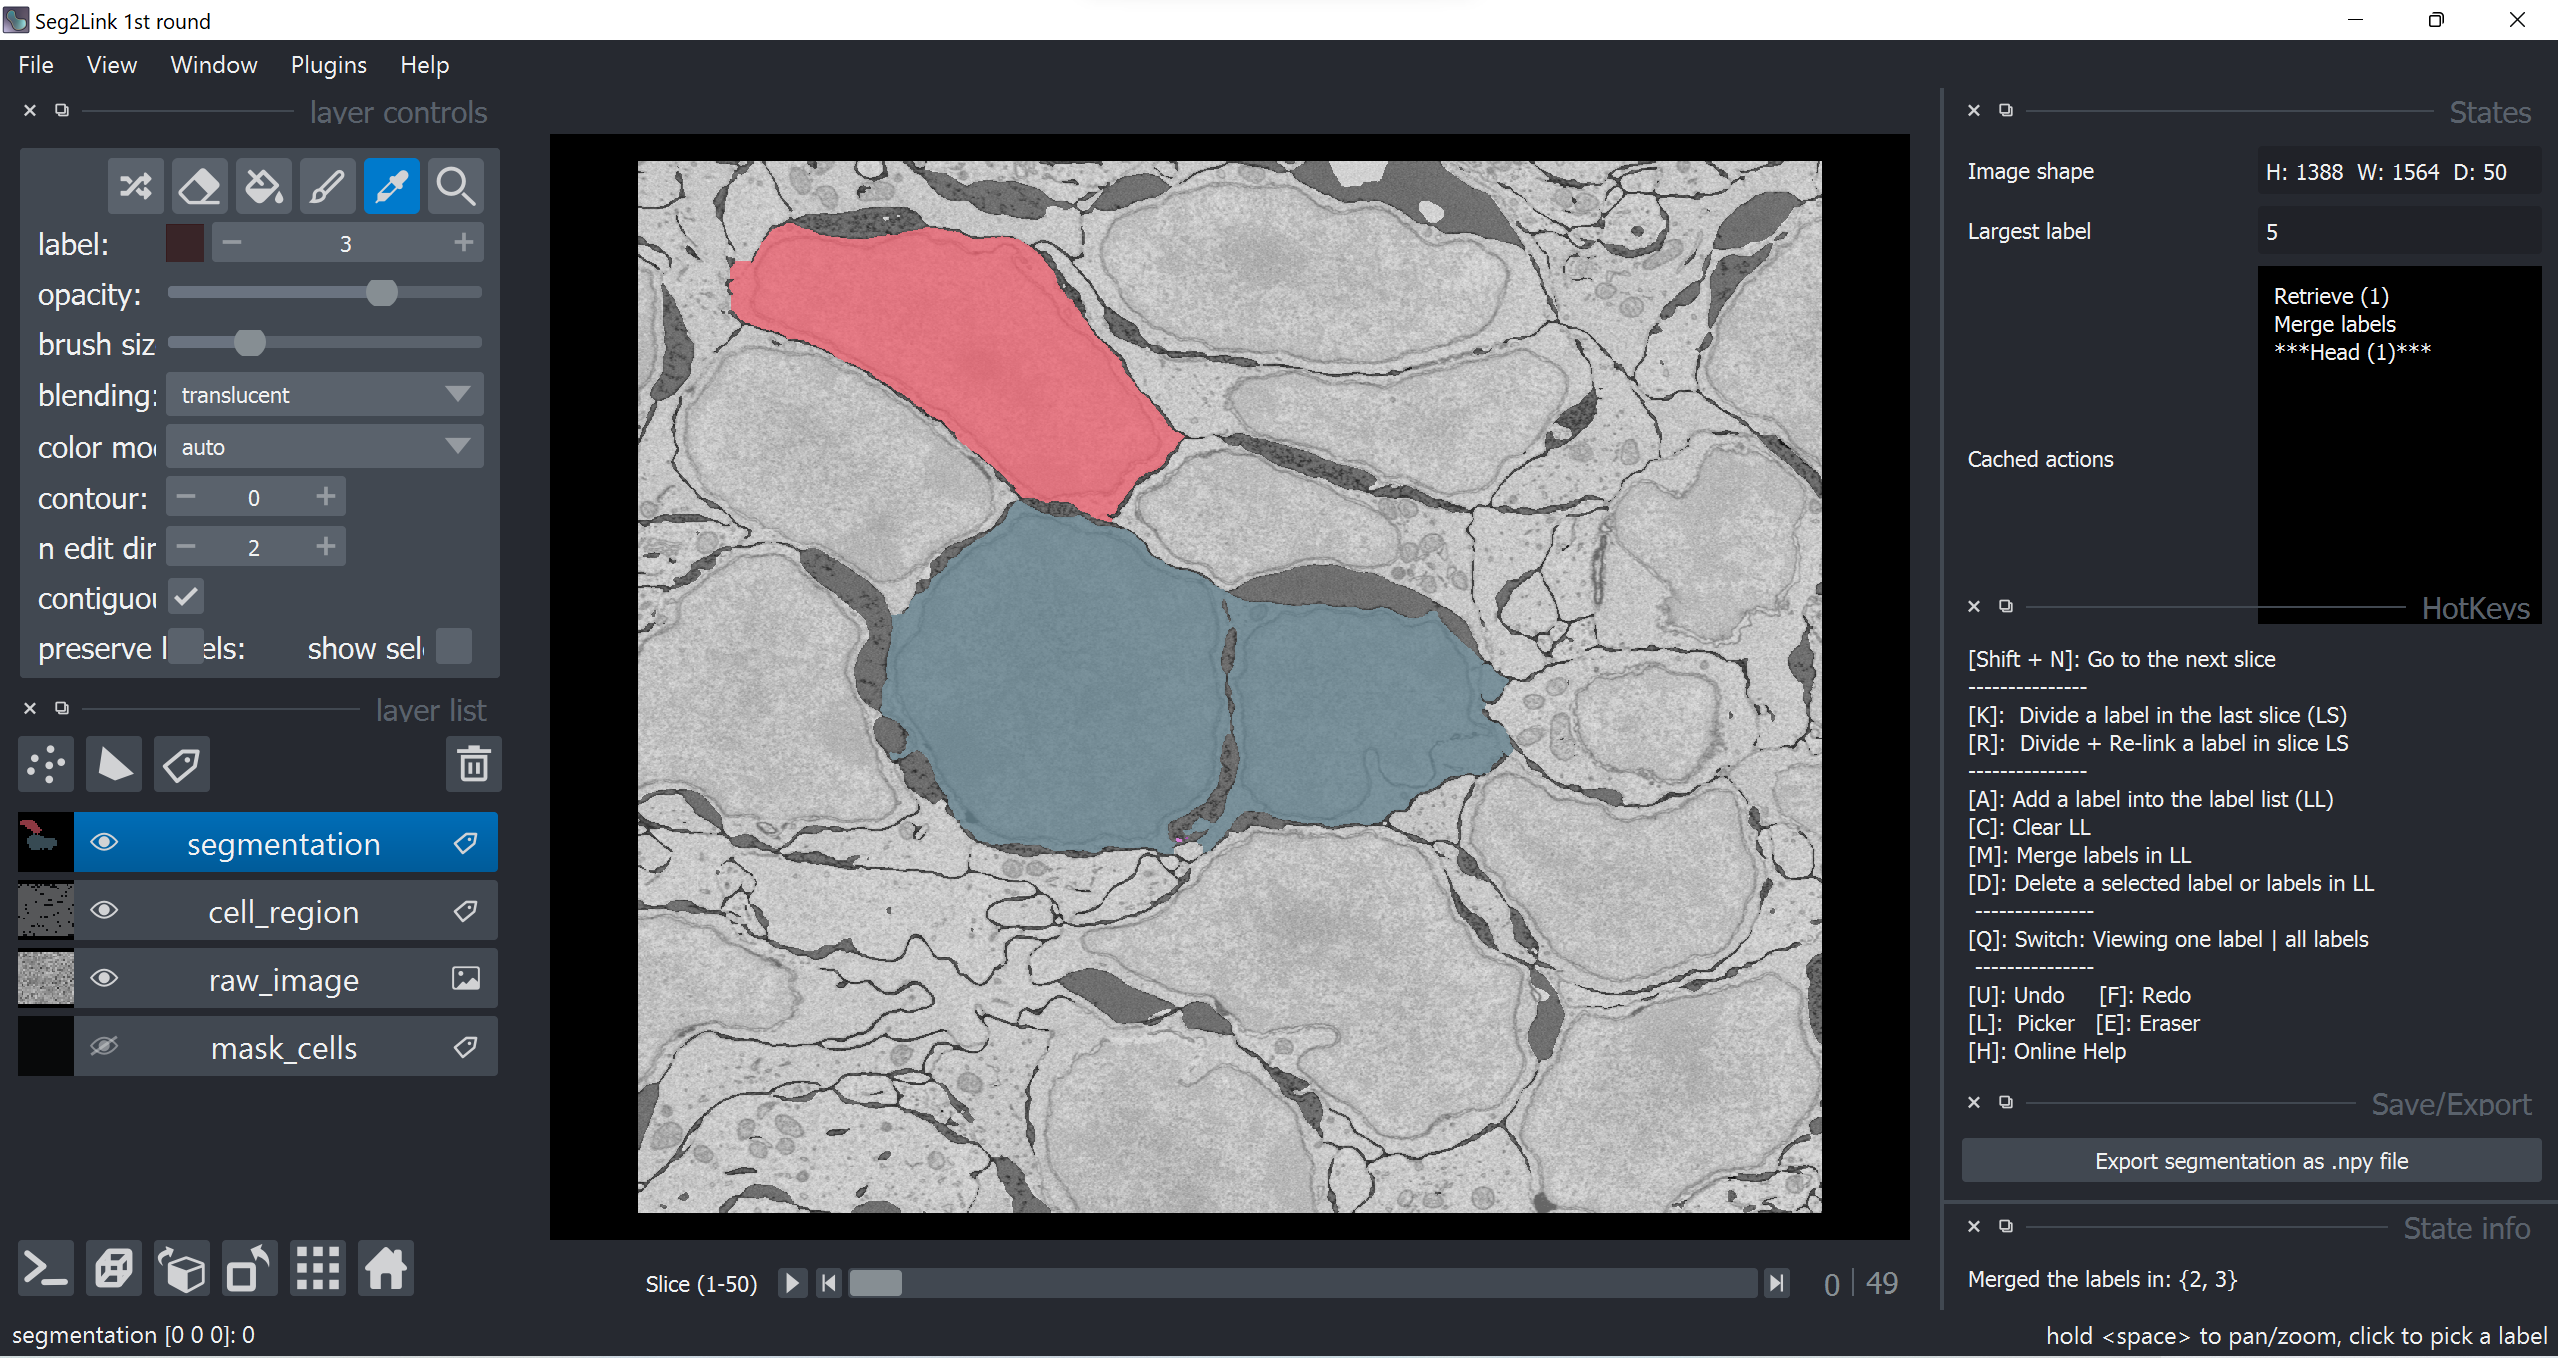 Seg2Link 1st round
File View Window Plugins Help
layer controls
label: 3
opacity:
brush siz
blending: translucent
color mo auto
contour: 0
n edit dir 2
contiguou
preserve l els: show sel
layer list
segmentation
cell_region
raw_image
mask_cells
Slice (1-50) 0 49
segmentation [0 0 0]: 0
States
Image shape H: 1388 W: 1564 D: 50
Largest label 5
Retrieve (1)
Merge labels
***Head (1)***
Cached actions
HotKeys
[Shift + N]: Go to the next slice
---------------
[K]: Divide a label in the last slice (LS)
[R]: Divide + Re-link a label in slice LS
---------------
[A]: Add a label into the label list (LL)
[C]: Clear LL
[M]: Merge labels in LL
[D]: Delete a selected label or labels in LL
---------------
[Q]: Switch: Viewing one label | all labels
---------------
[U]: Undo [F]: Redo
[L]: Picker [E]: Eraser
[H]: Online Help
Save/Export
Export segmentation as .npy file
State info
Merged the labels in: {2, 3}
hold <space> to pan/zoom, click to pick a label